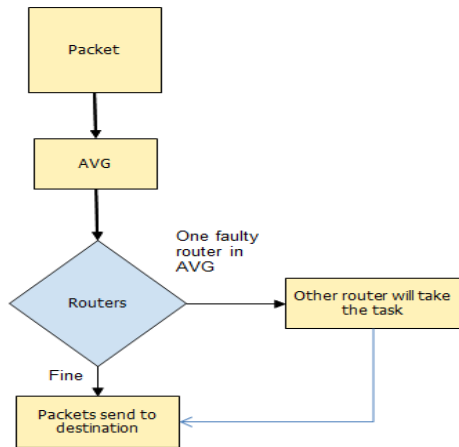 Packet
AVG
One faulty
router in
AVG
Routers
Other router will take
the task
Fine
Packets send to
destination